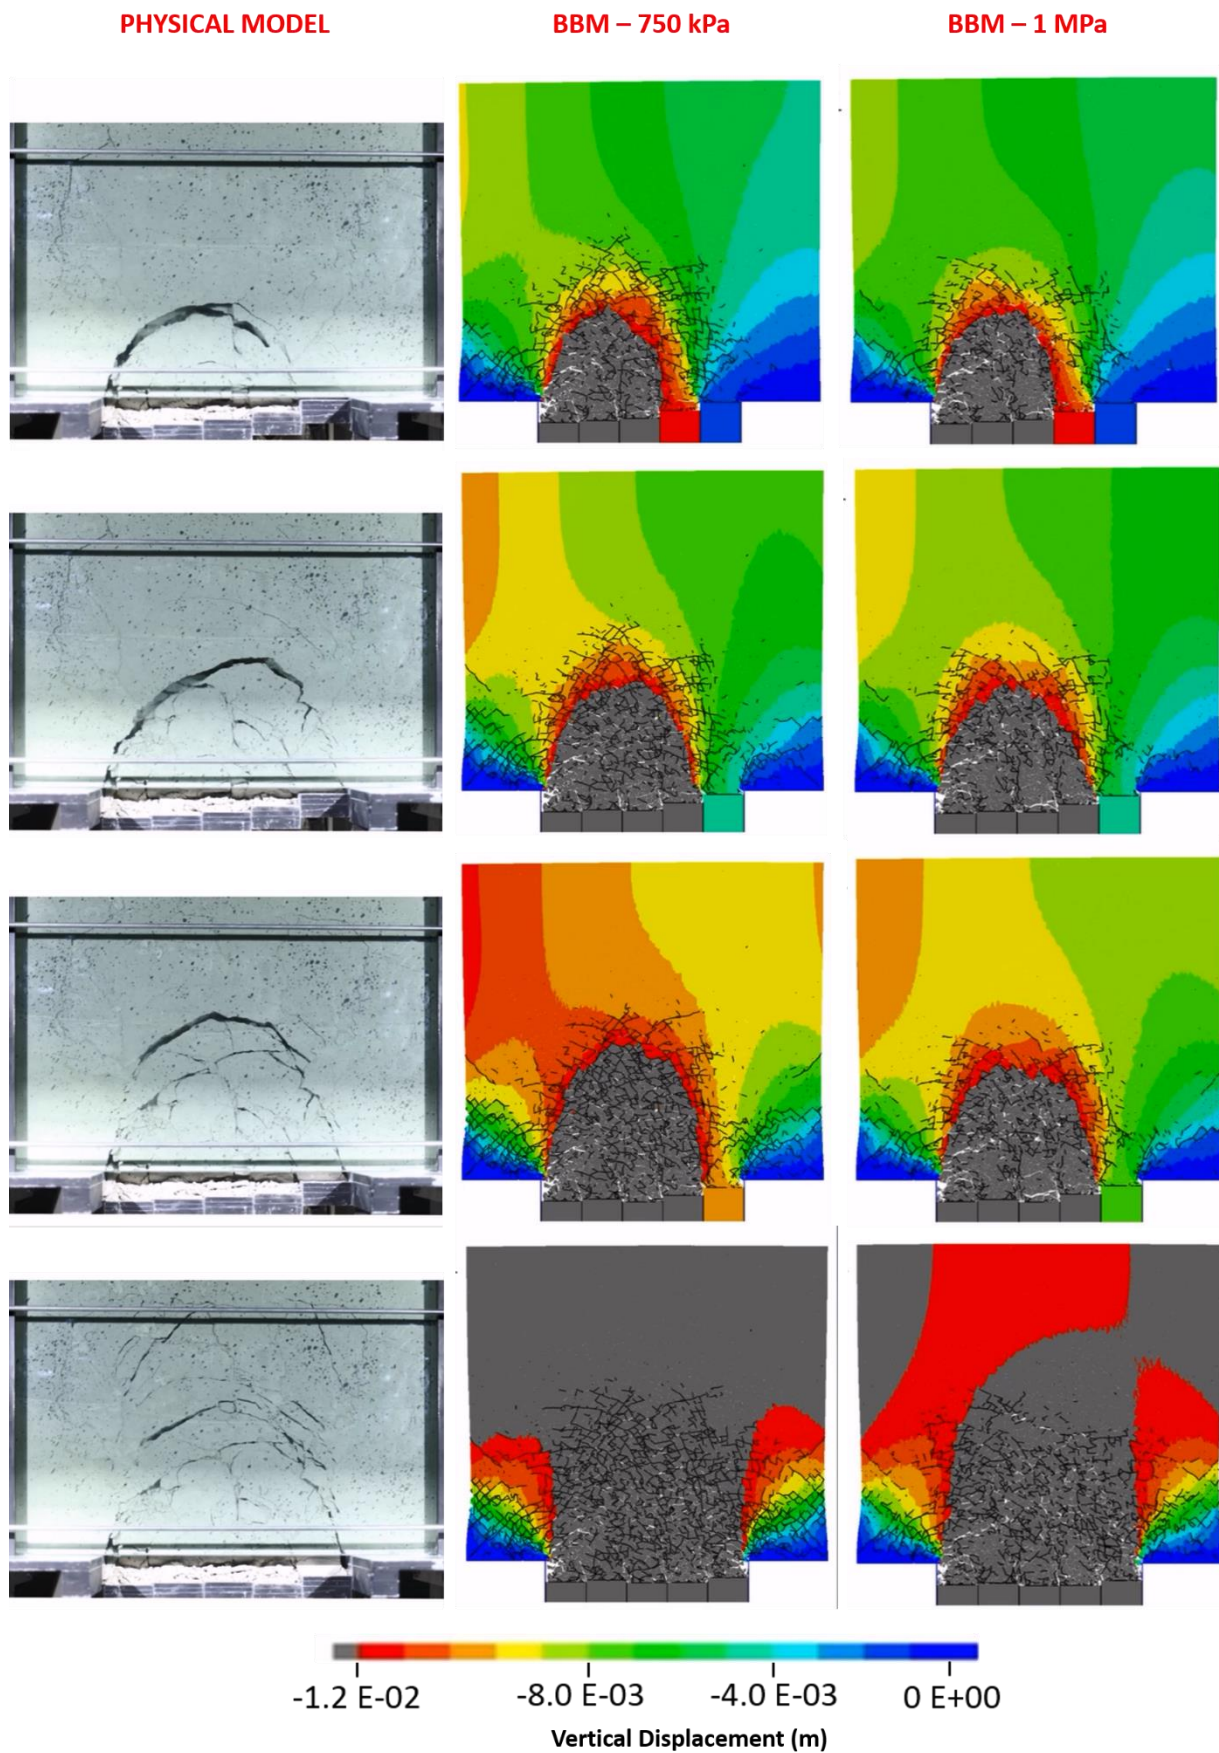 PHYSICAL MODEL BBM – 750 kPa BBM – 1 MPa
-1.2 E-02 -8.0 E-03 -4.0 E-03 0 E+00
Vertical Displacement (m)